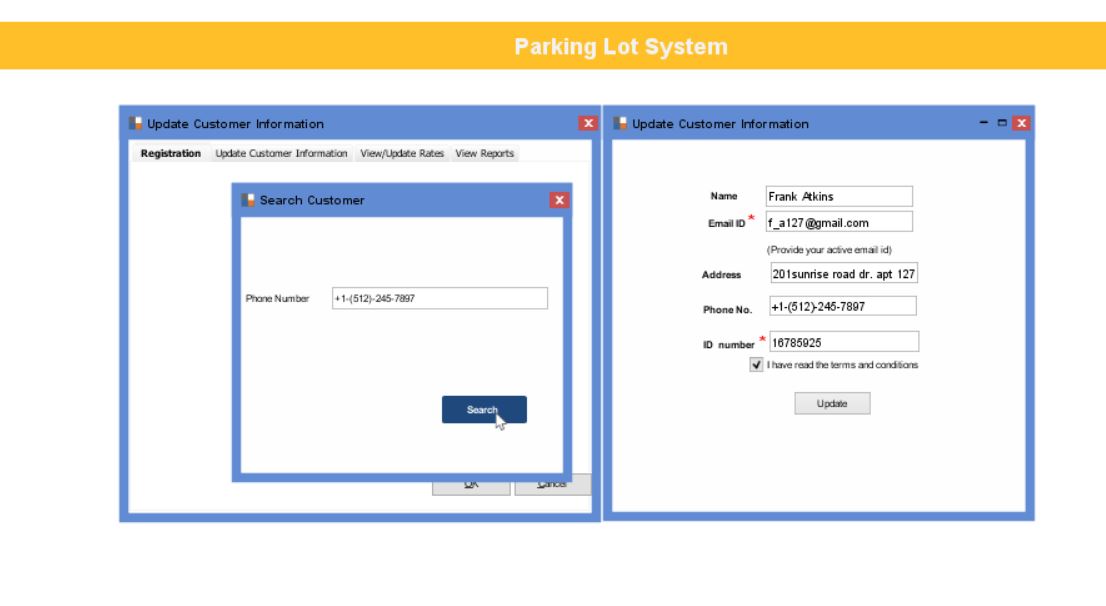 Parking Lot System
Update Customer Information
Registration Update Customer Information View/Update Rates View Reports
Search Customer
Phone Number +1-(512)-245-7897
Search
OK Cancel
Update Customer Information
Name Frank Atkins
Email ID * f_a127@gmail.com
(Provide your active email id)
Address 201sunrise road dr. apt 127
Phone No. +1-(512)-245-7897
ID number * 16785925
I have read the terms and conditions
Update